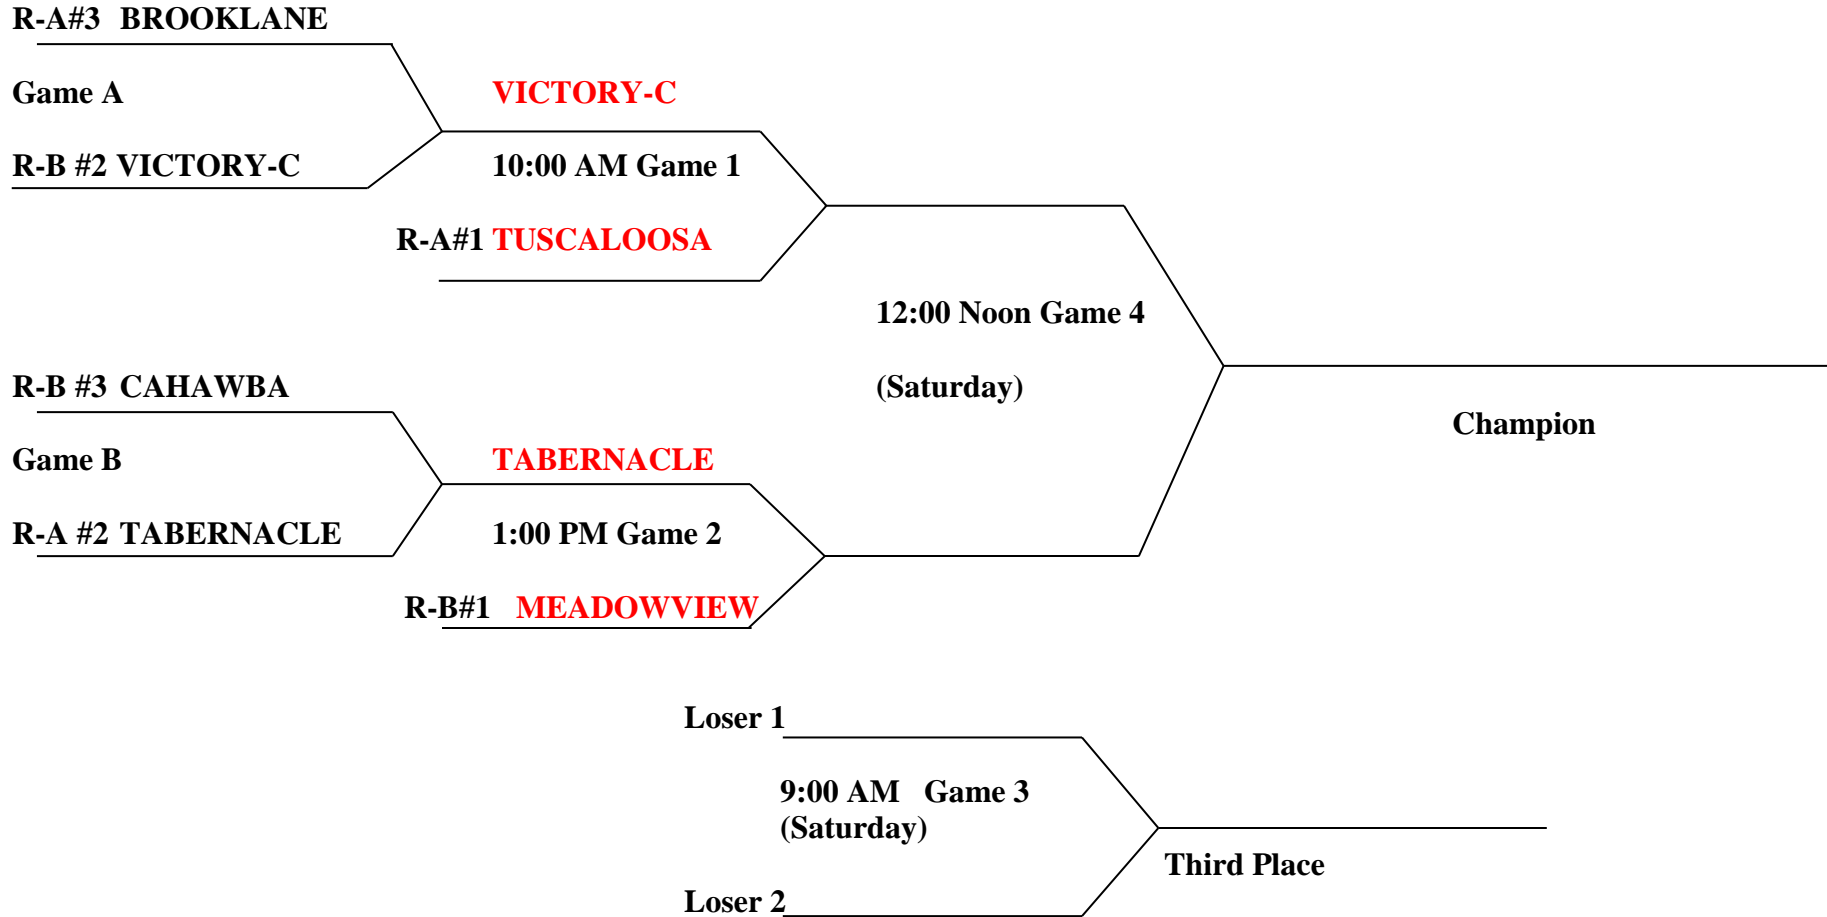 R-A#3 BROOKLANE
Game A
VICTORY-C
R-B #2 VICTORY-C
10:00 AM Game 1
R-A#1 TUSCALOOSA
12:00 Noon Game 4
(Saturday)
R-B #3 CAHAWBA
Champion
Game B
TABERNACLE
R-A #2 TABERNACLE
1:00 PM Game 2
R-B#1 MEADOWVIEW
Loser 1
9:00 AM Game 3
(Saturday)
Third Place
Loser 2